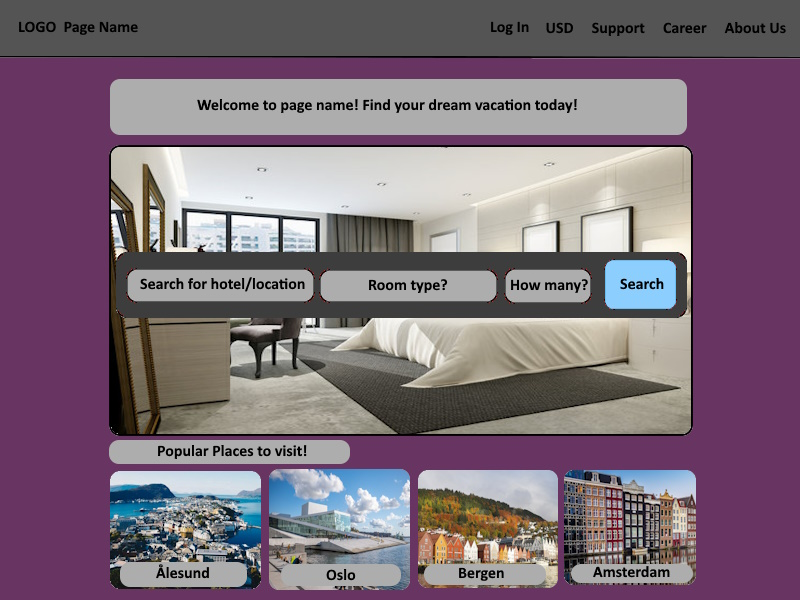 LOGO Page Name
Log In USD Support Career About Us
Welcome to page name! Find your dream vacation today!
Search for hotel/location Room type? How many? Search
Popular Places to visit!
Ålesund Oslo Bergen Amsterdam